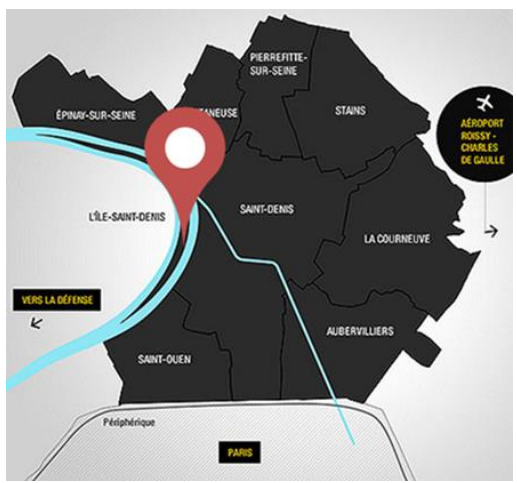 PIERREFITTE-
SUR-SEINE
ÉPINAY-SUR-SEINE
TANEUSE
STAINS
AÉROPORT
ROISSY -
CHARLES
DE GAULLE
L'ÎLE-SAINT-DENIS
SAINT-DENIS
LA COURNEUVE
VERS LA DÉFENSE
AUBERVILLIERS
SAINT-OUEN
Périphérique
PARIS